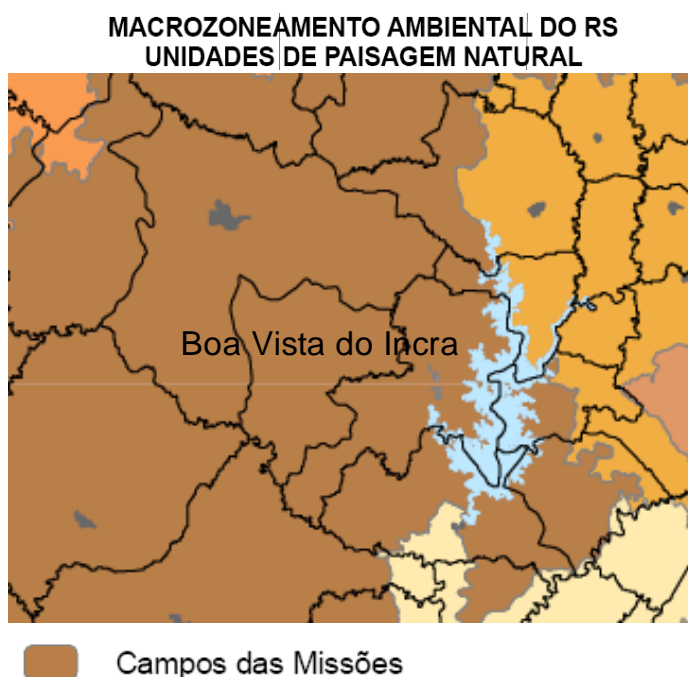 MACROZONEAMENTO AMBIENTAL DO RS
UNIDADES DE PAISAGEM NATURAL
Boa Vista do Incra
Campos das Missões